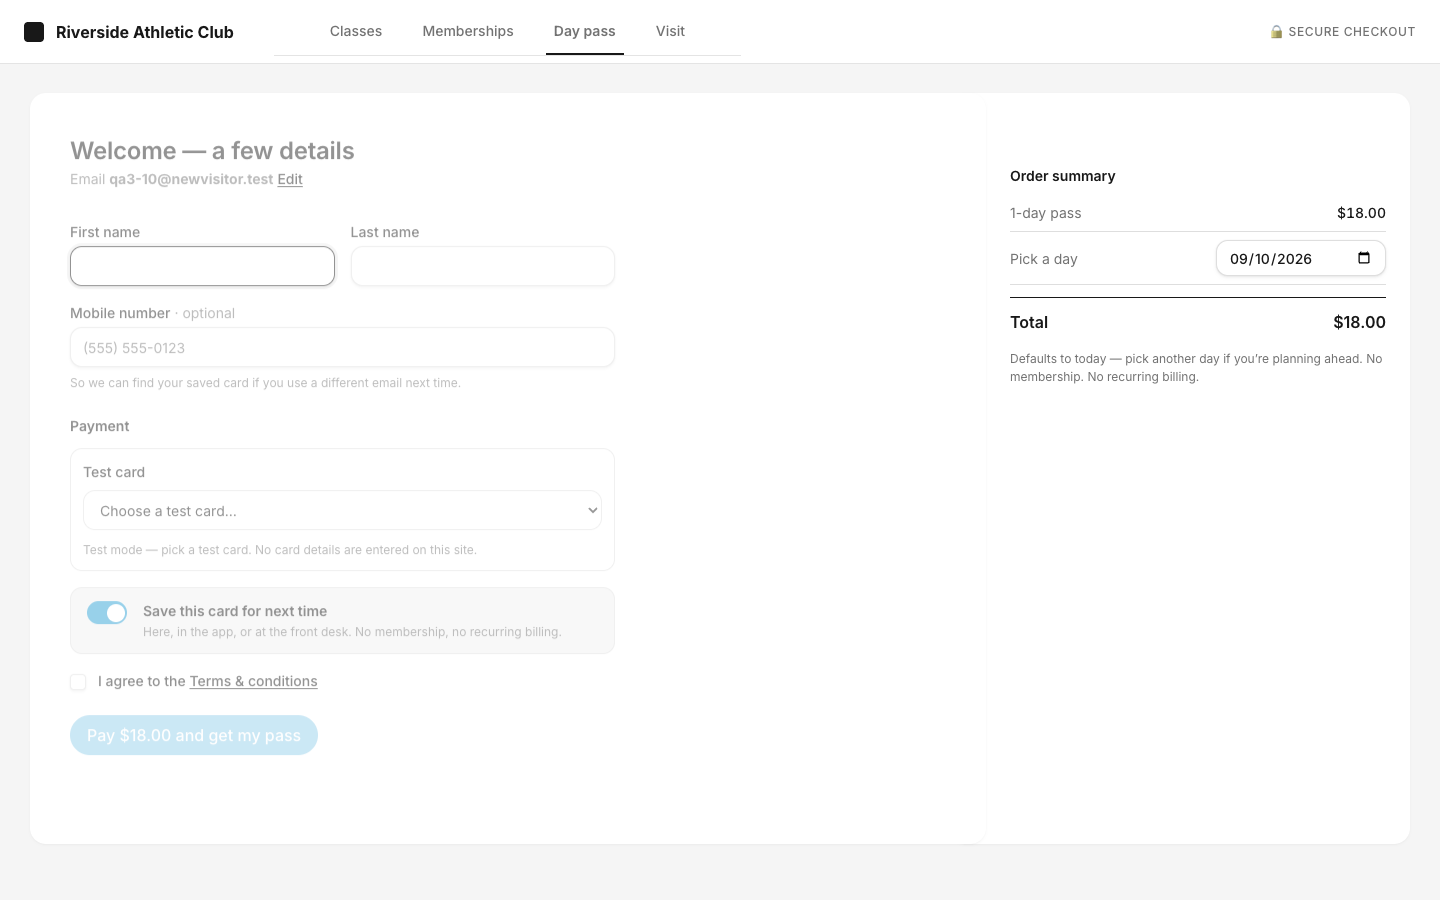 Riverside Athletic Club
Classes
Memberships
Day pass
Visit
🔒 SECURE CHECKOUT
Welcome — a few details
Email qa3-10@newvisitor.test Edit
First name
Last name
Mobile number · optional
(555) 555-0123
So we can find your saved card if you use a different email next time.
Payment
Test card
Choose a test card...
Test mode — pick a test card. No card details are entered on this site.
Save this card for next time
Here, in the app, or at the front desk. No membership, no recurring billing.
I agree to the Terms & conditions
Pay $18.00 and get my pass
Order summary
1-day pass $18.00
Pick a day 09/10/2026
Total $18.00
Defaults to today — pick another day if you're planning ahead. No
membership. No recurring billing.